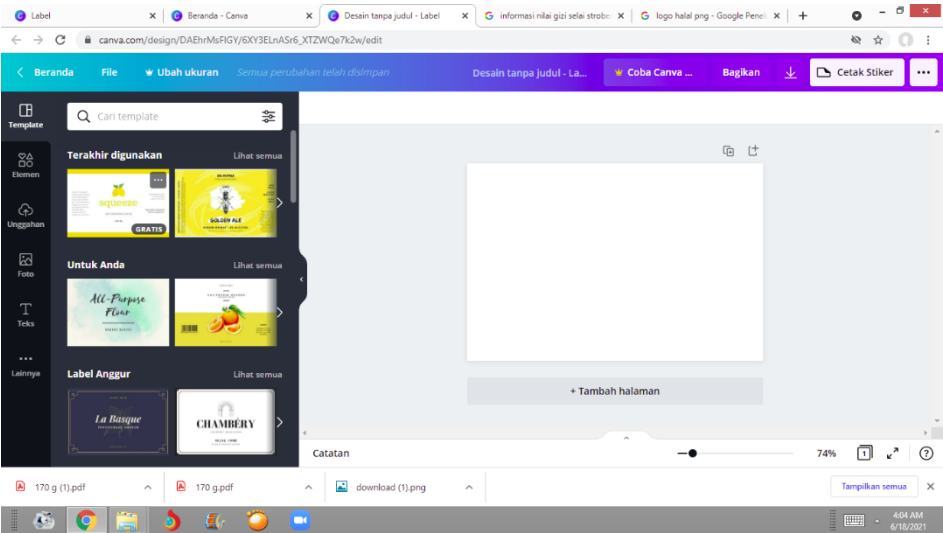 Label
Beranda - Canva
Desain tanpa judul - Label
informasi nilai gizi selai strobe
logo halal png - Google Penel
canva.com/design/DAEhrMsFIGY/6XY3ELnASr6_XTZWQe7k2w/edit
Beranda
File
Ubah ukuran
Semua perubahan telah disimpan
Desain tanpa judul - La...
Coba Canva ...
Bagikan
Cetak Stiker
Template
Cari template
Elemen
Unggahan
Foto
Teks
Lainnya
Terakhir digunakan
Lihat semua
squeeze
GRATIS
GOLDEN ALE
Untuk Anda
Lihat semua
All-Purpose
Flour
Label Anggur
Lihat semua
La Basque
CHAMBÉRY
+ Tambah halaman
Catatan
74%
1
170 g (1).pdf
170 g.pdf
download (1).png
Tampilkan semua
4:04 AM
6/18/2021